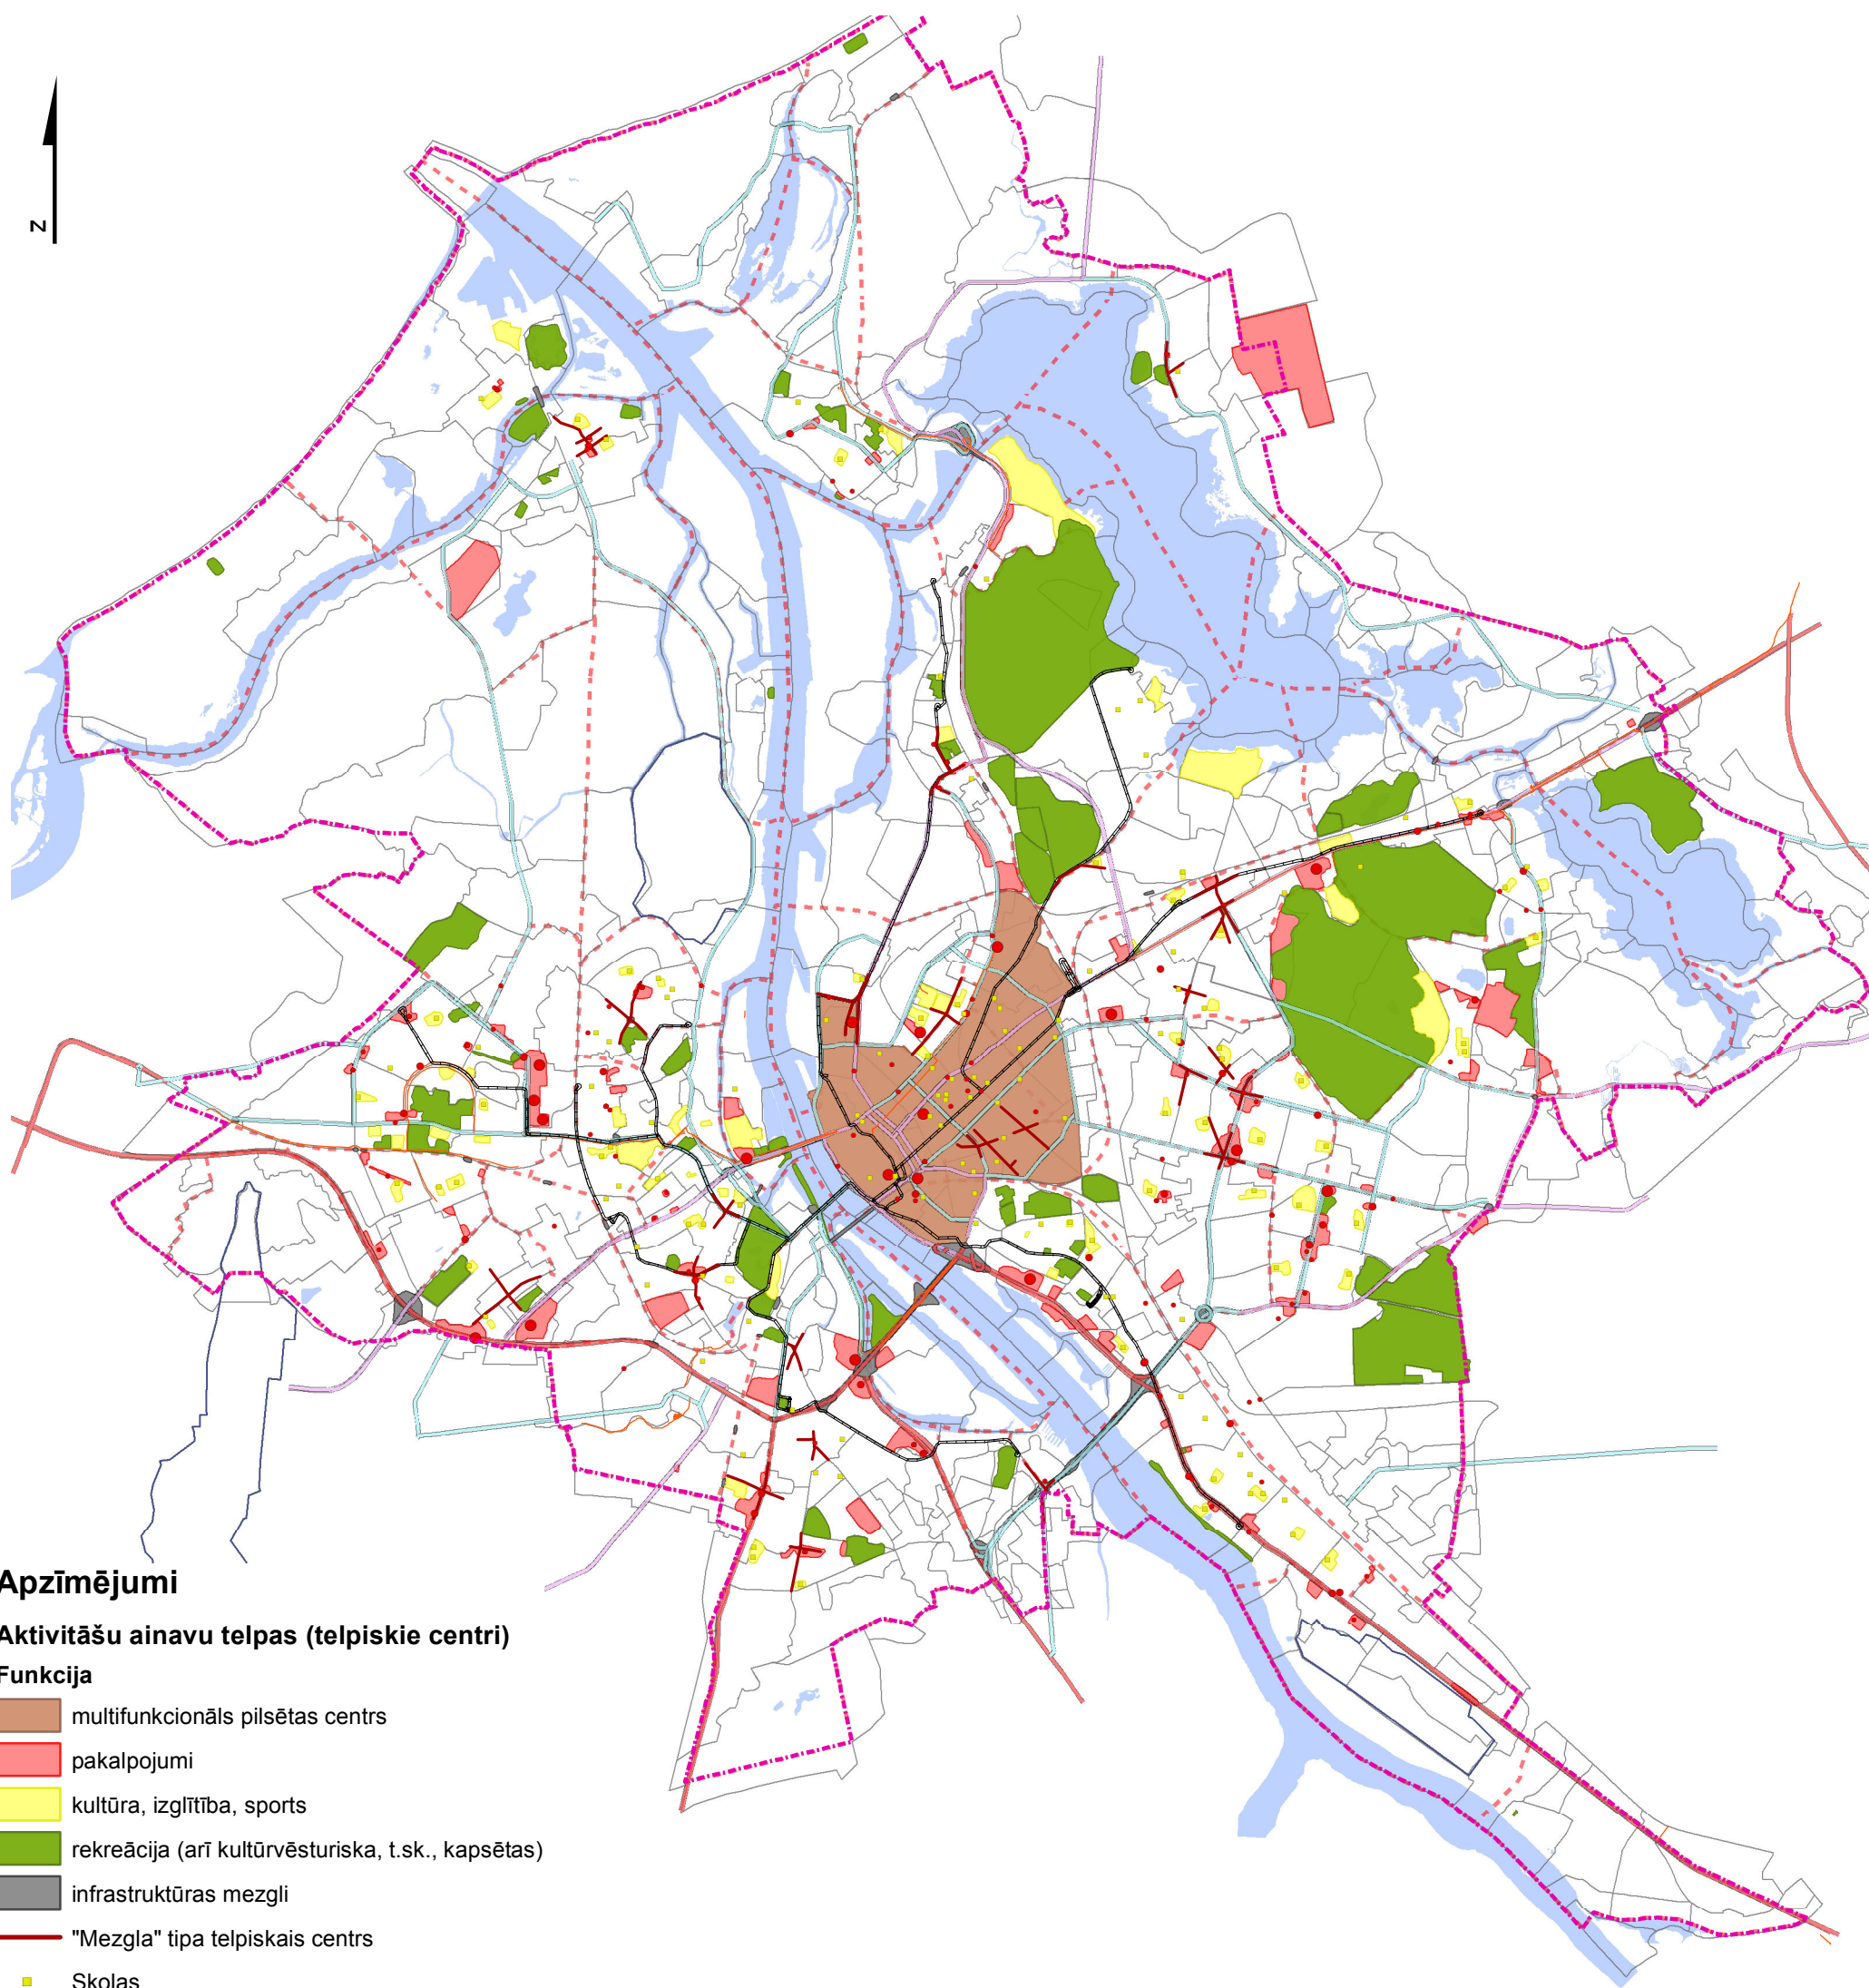 Z
Apzīmējumi
Aktivitāšu ainavu telpas (telpiskie centri)
Funkcija
multifunkcionāls pilsētas centrs
pakalpojumi
kultūra, izglītība, sports
rekreācija (arī kultūrvēsturiska, t.sk., kapsētas)
infrastruktūras mezgli
"Mezgla" tipa telpiskais centrs
Skolas